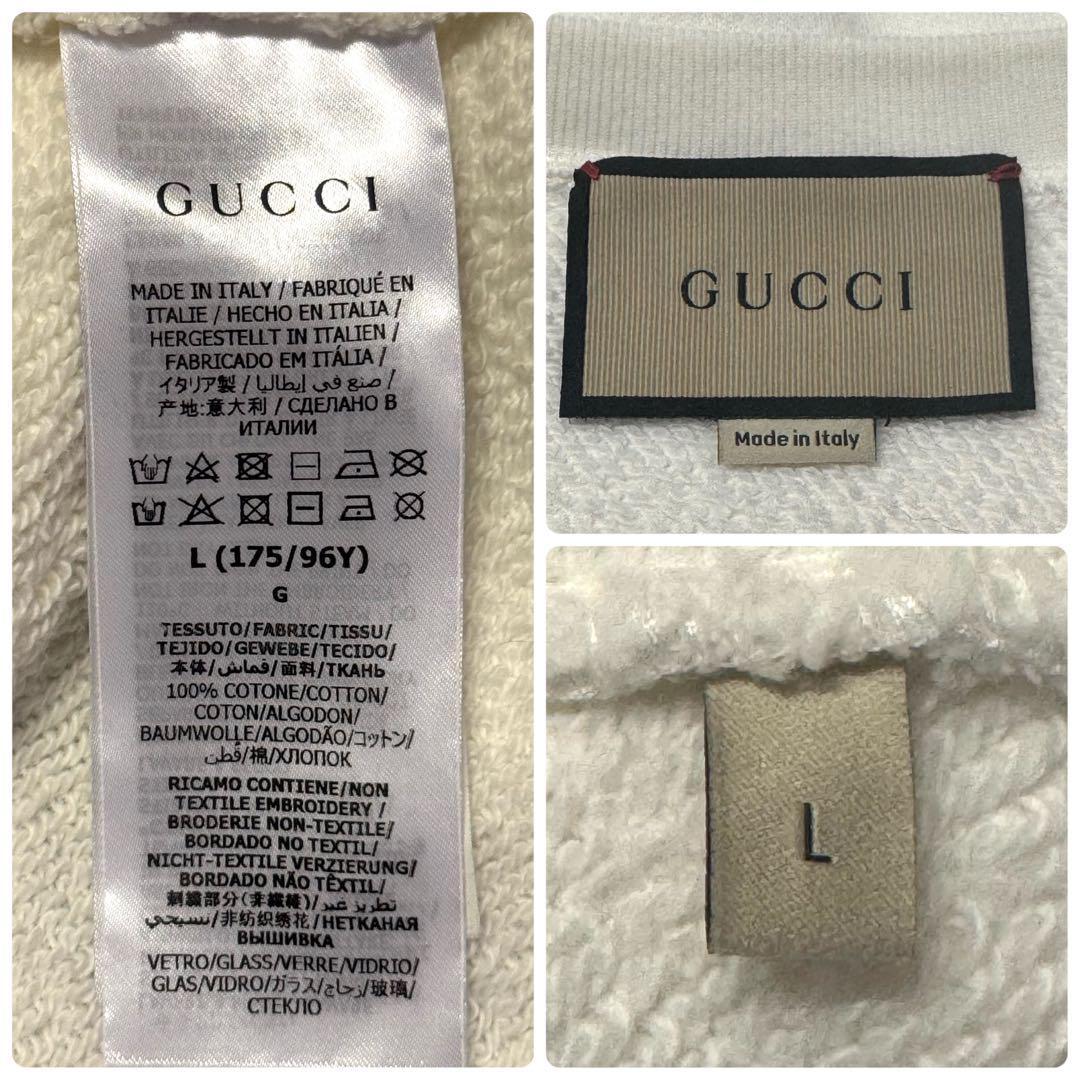 GUCCI
MADE IN ITALY / FABRIQUÉ EN
ITALIE / HECHO EN ITALIA /
HERGESTELLT IN ITALIEN /
FABRICADO EM ITÁLIA /
イタリア製 / صنع في إيطاليا /
产地:意大利 / СДЕЛАНО В
ИТАЛИИ
L (175/96Y)
G
TESSUTO/FABRIC/TISSU/
TEJIDO/GEWEBE/TECIDO/
本体/قماش/面料/ТКАНЬ
100% COTONE/COTTON/
COTON/ALGODON/
BAUMWOLLE/ALGODÃO/コットン/
قُطن/棉/ХЛОПОК
RICAMO CONTIENE/NON
TEXTILE EMBROIDERY /
BRODERIE NON-TEXTILE/
BORDADO NO TEXTIL/
NICHT-TEXTILE VERZIERUNG/
BORDADO NÃO TÊXTIL/
刺繍部分(非繊維)/تطريز غير
نسيجي/非纺织绣花/НЕТКАНАЯ
ВЫШИВКА
VETRO/GLASS/VERRE/VIDRIO/
GLAS/VIDRO/ガラス/زجاج/玻璃/
СТЕКЛО
GUCCI
Made in Italy
L